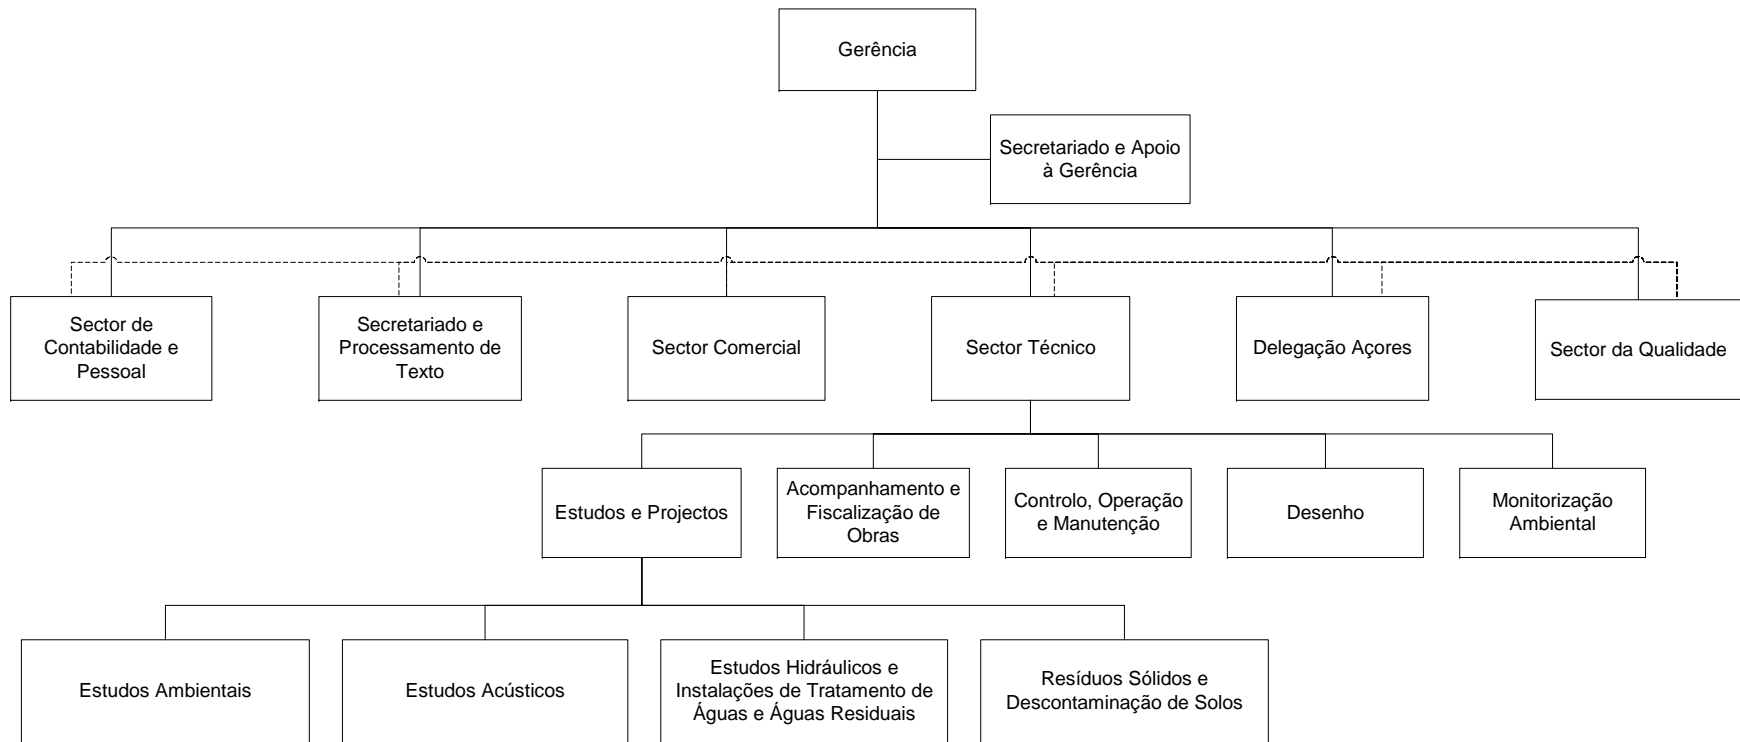 Gerência
Secretariado e Apoio
à Gerência
Sector de
Contabilidade e
Pessoal
Secretariado e
Processamento de
Texto
Sector Comercial
Sector Técnico
Delegação Açores
Sector da Qualidade
Estudos e Projectos
Acompanhamento e
Fiscalização de
Obras
Controlo, Operação
e Manutenção
Desenho
Monitorização
Ambiental
Estudos Ambientais
Estudos Acústicos
Estudos Hidráulicos e
Instalações de Tratamento de
Águas e Águas Residuais
Resíduos Sólidos e
Descontaminação de Solos